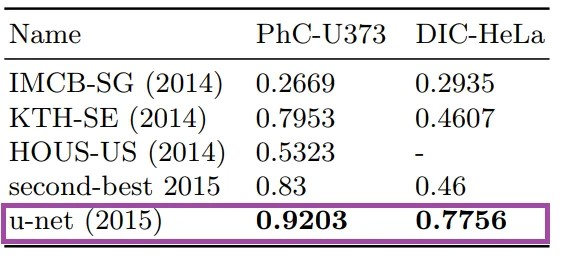 Name PhC-U373 DIC-HeLa
IMCB-SG (2014) 0.2669 0.2935
KTH-SE (2014) 0.7953 0.4607
HOUS-US (2014) 0.5323 -
second-best 2015 0.83 0.46
u-net (2015) 0.9203 0.7756